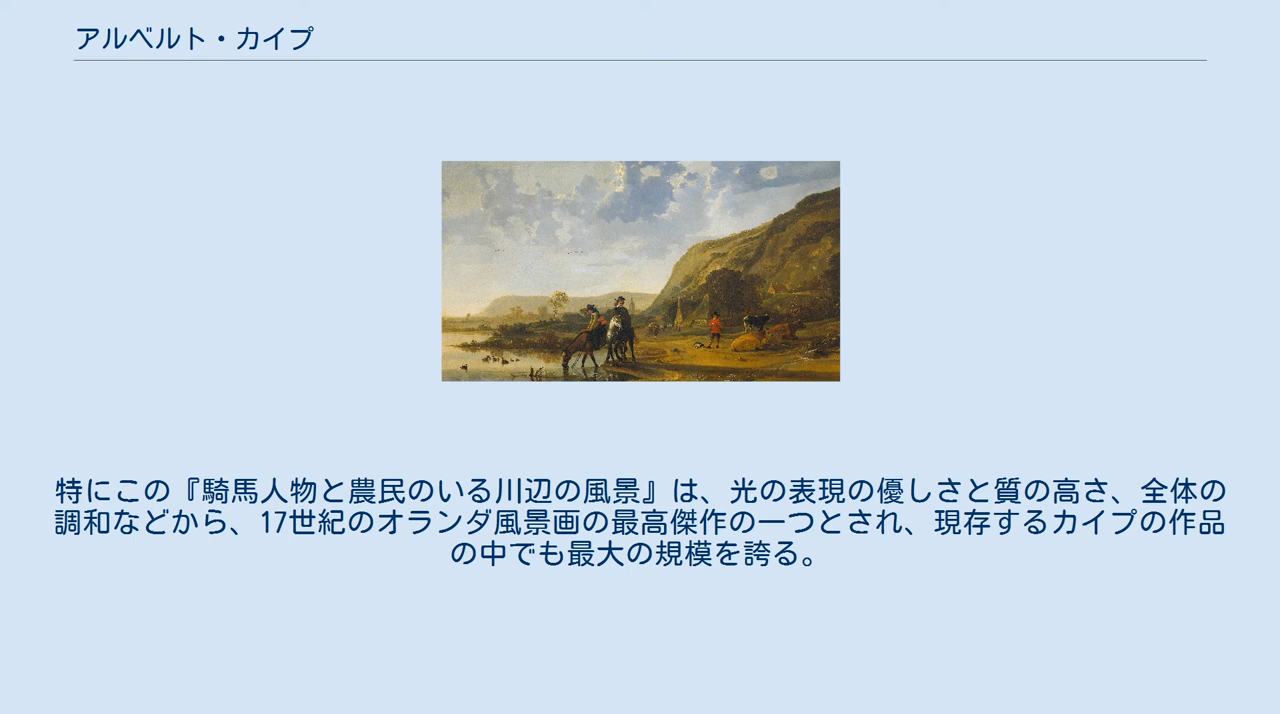 アルベルト・カイプ
特にこの『騎馬人物と農民のいる川辺の風景』は、光の表現の優しさと質の高さ、全体の
調和などから、17世紀のオランダ風景画の最高傑作の一つとされ、現存するカイプの作品
の中でも最大の規模を誇る。